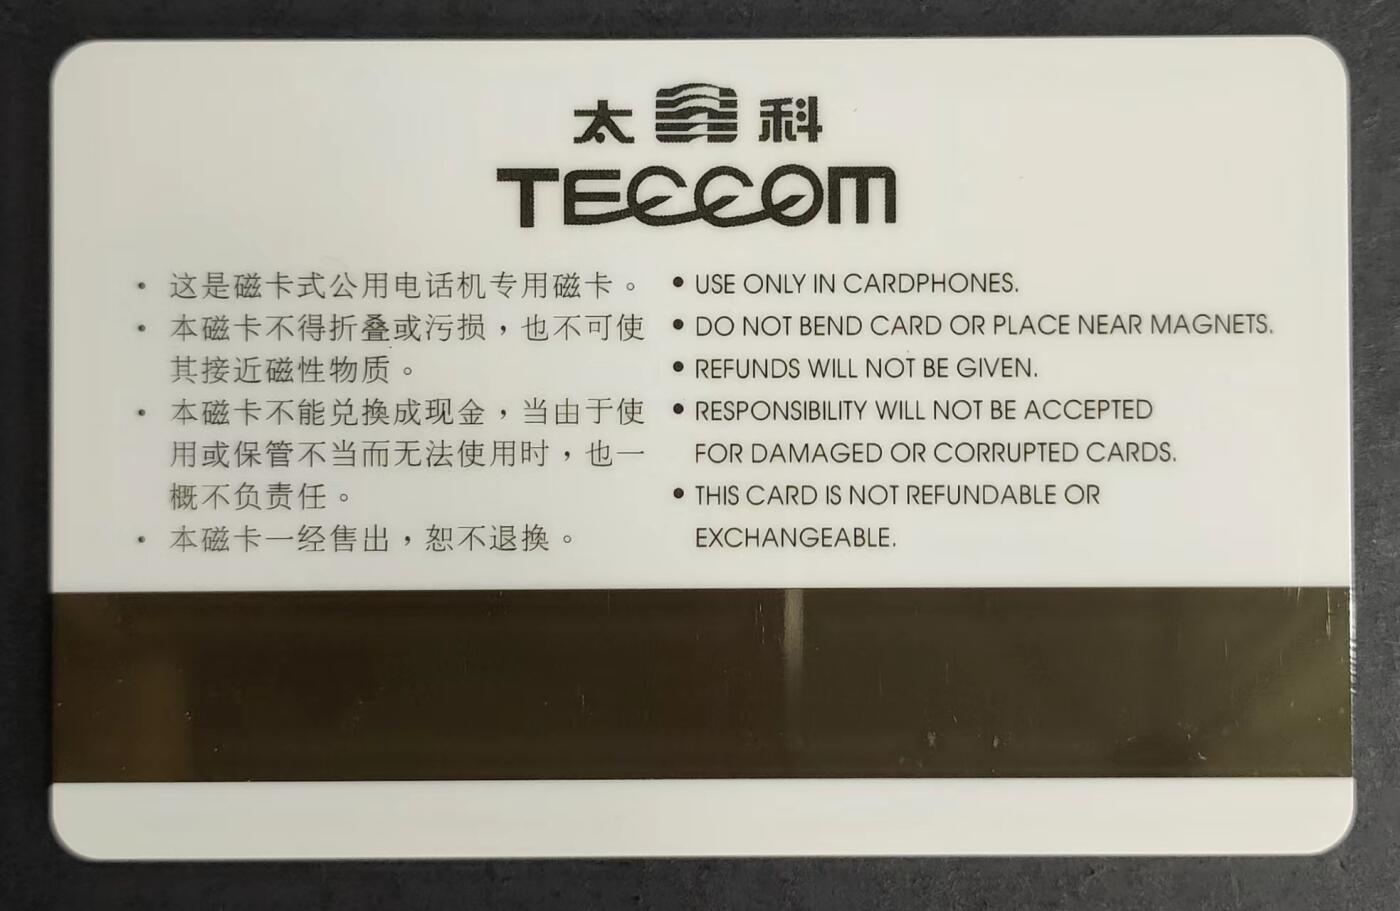 太 科
TECCOM
· 这是磁卡式公用电话机专用磁卡。
· 本磁卡不得折叠或污损，也不可使
其接近磁性物质。
· 本磁卡不能兑换成现金，当由于使
用或保管不当而无法使用时，也一
概不负责任。
· 本磁卡一经售出，恕不退换。
• USE ONLY IN CARDPHONES.
• DO NOT BEND CARD OR PLACE NEAR MAGNETS.
• REFUNDS WILL NOT BE GIVEN.
• RESPONSIBILITY WILL NOT BE ACCEPTED
FOR DAMAGED OR CORRUPTED CARDS.
• THIS CARD IS NOT REFUNDABLE OR
EXCHANGEABLE.